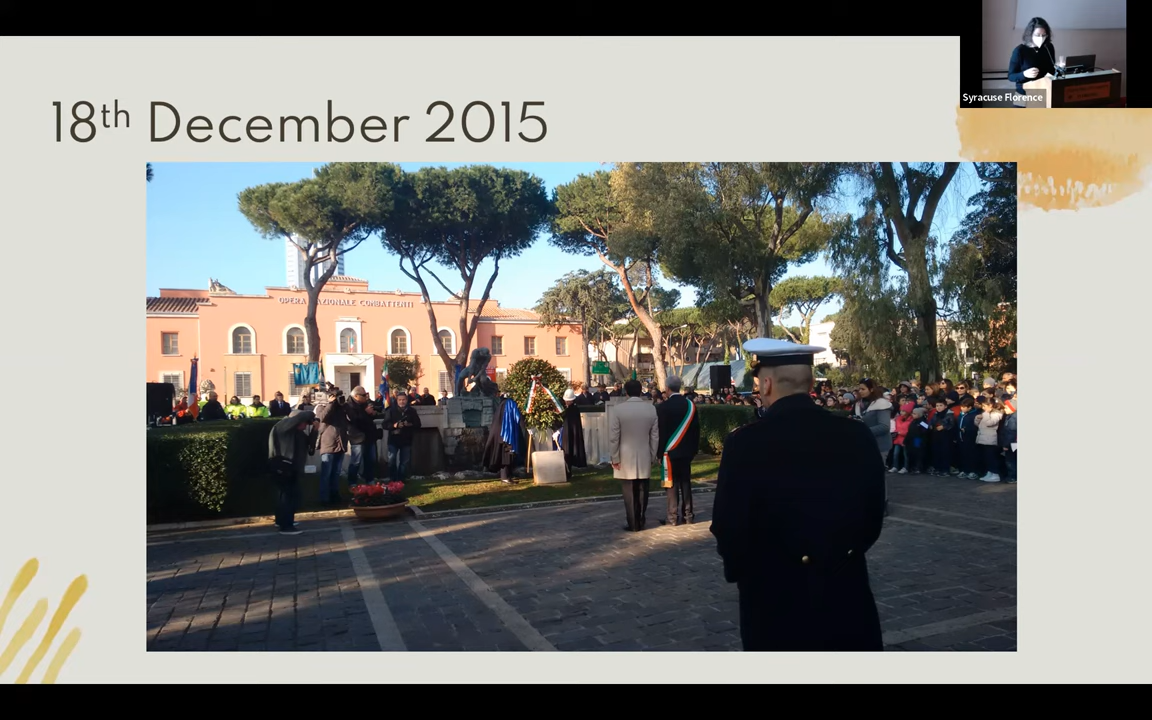 18th December 2015
Syracuse Florence
OPERA NAZIONALE COMBATTENTI